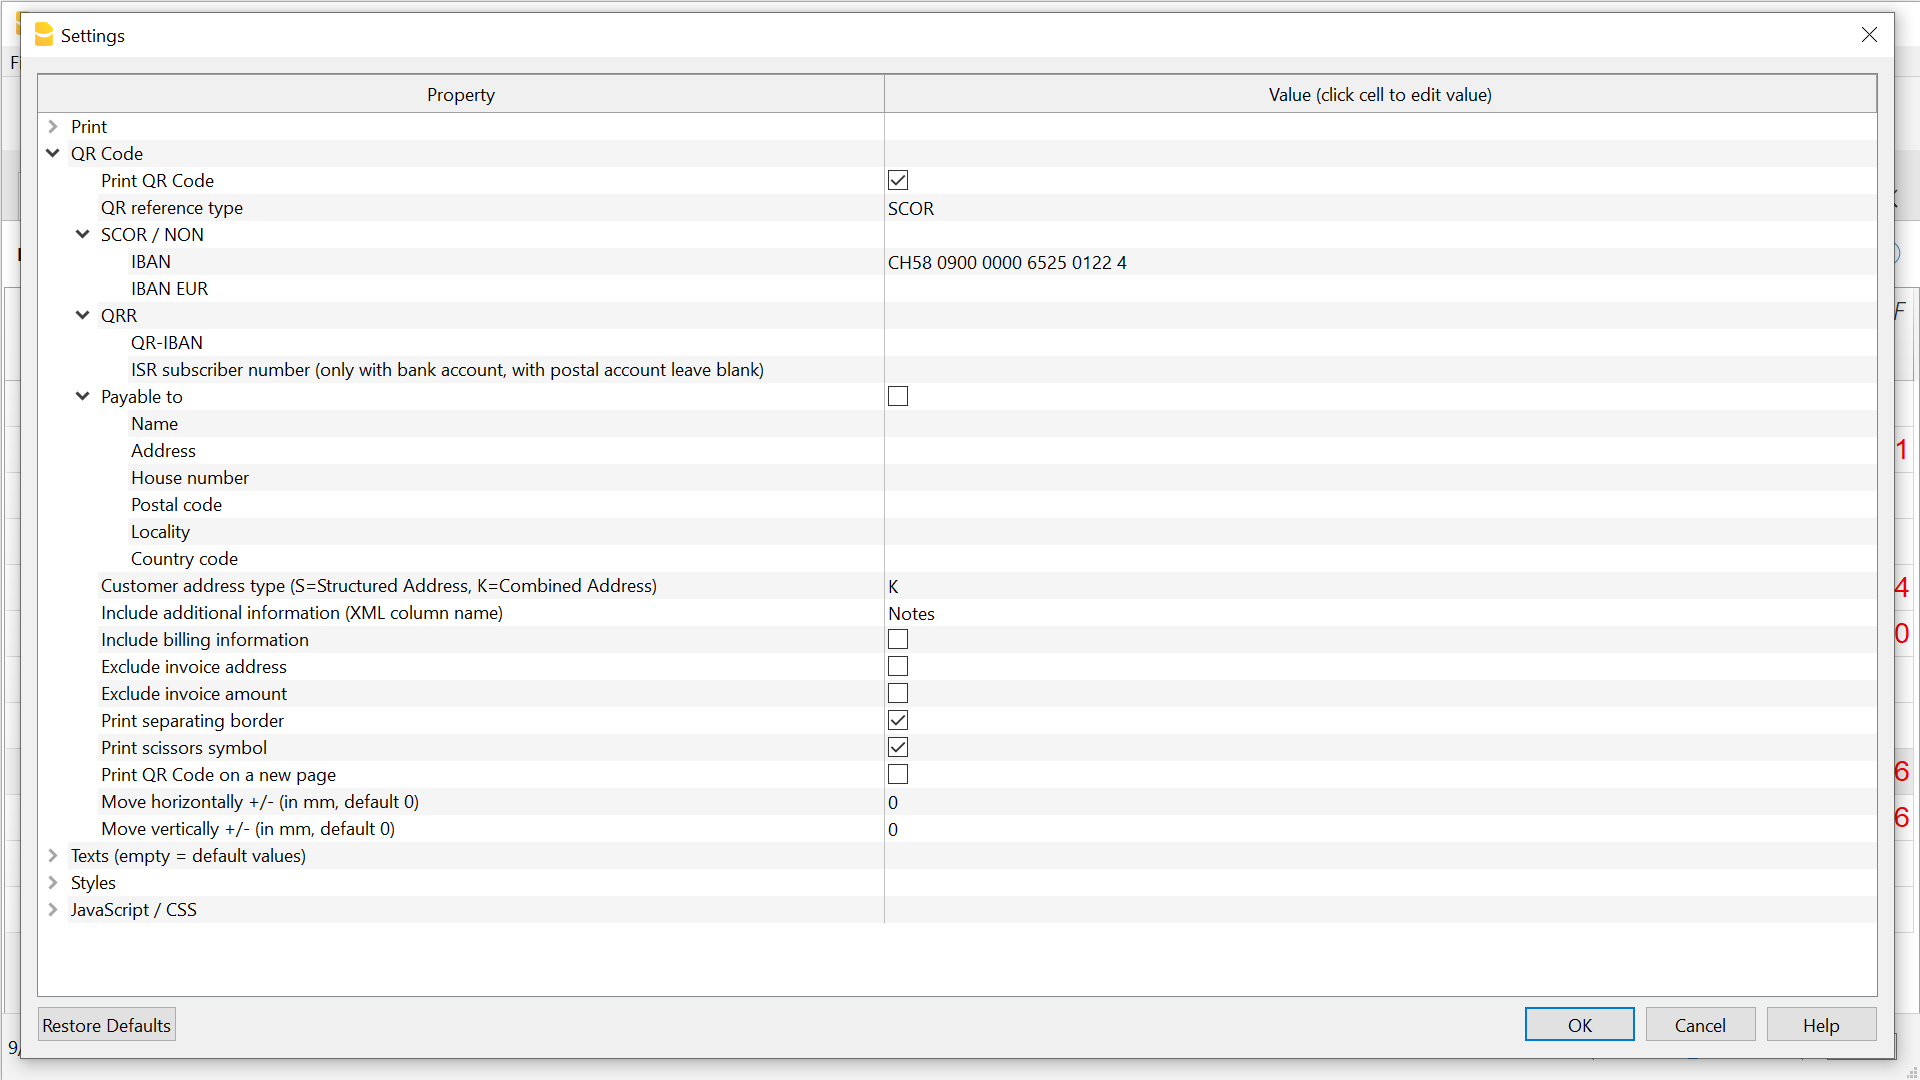 Settings
Property
Value (click cell to edit value)
Print
QR Code
Print QR Code
QR reference type
SCOR
SCOR / NON
IBAN
CH58 0900 0000 6525 0122 4
IBAN EUR
QRR
QR-IBAN
ISR subscriber number (only with bank account, with postal account leave blank)
Payable to
Name
Address
1
House number
Postal code
Locality
Country code
Customer address type (S=Structured Address, K=Combined Address)
K
4
Include additional information (XML column name)
Notes
Include billing information
0
Exclude invoice address
Exclude invoice amount
Print separating border
Print scissors symbol
Print QR Code on a new page
6
Move horizontally +/- (in mm, default 0)
0
6
Move vertically +/- (in mm, default 0)
0
Texts (empty = default values)
Styles
JavaScript / CSS
Restore Defaults
OK
Cancel
Help